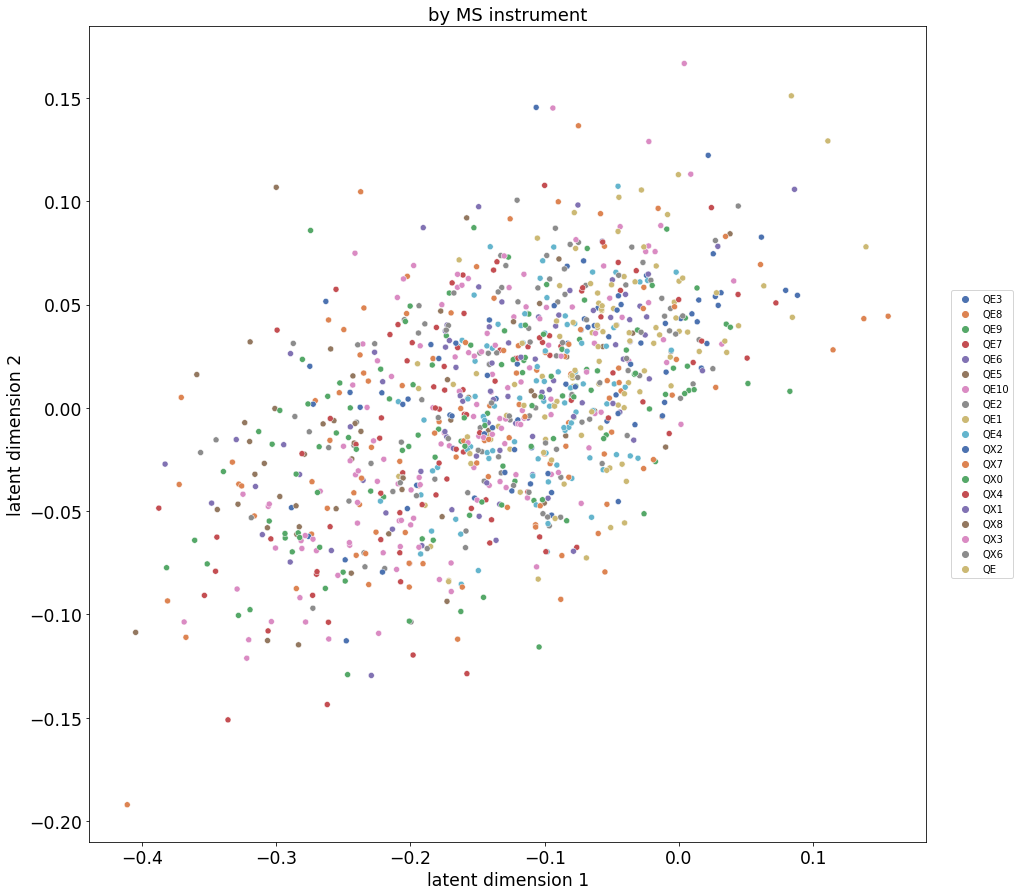 by MS instrument
latent dimension 2
0.15
0.10
0.05
0.00
−0.05
−0.10
−0.15
−0.20
−0.4
−0.3
−0.2
−0.1
0.0
0.1
latent dimension 1
QE3
QE8
QE9
QE7
QE6
QE5
QE10
QE2
QE1
QE4
QX2
QX7
QX0
QX4
QX1
QX8
QX3
QX6
QE